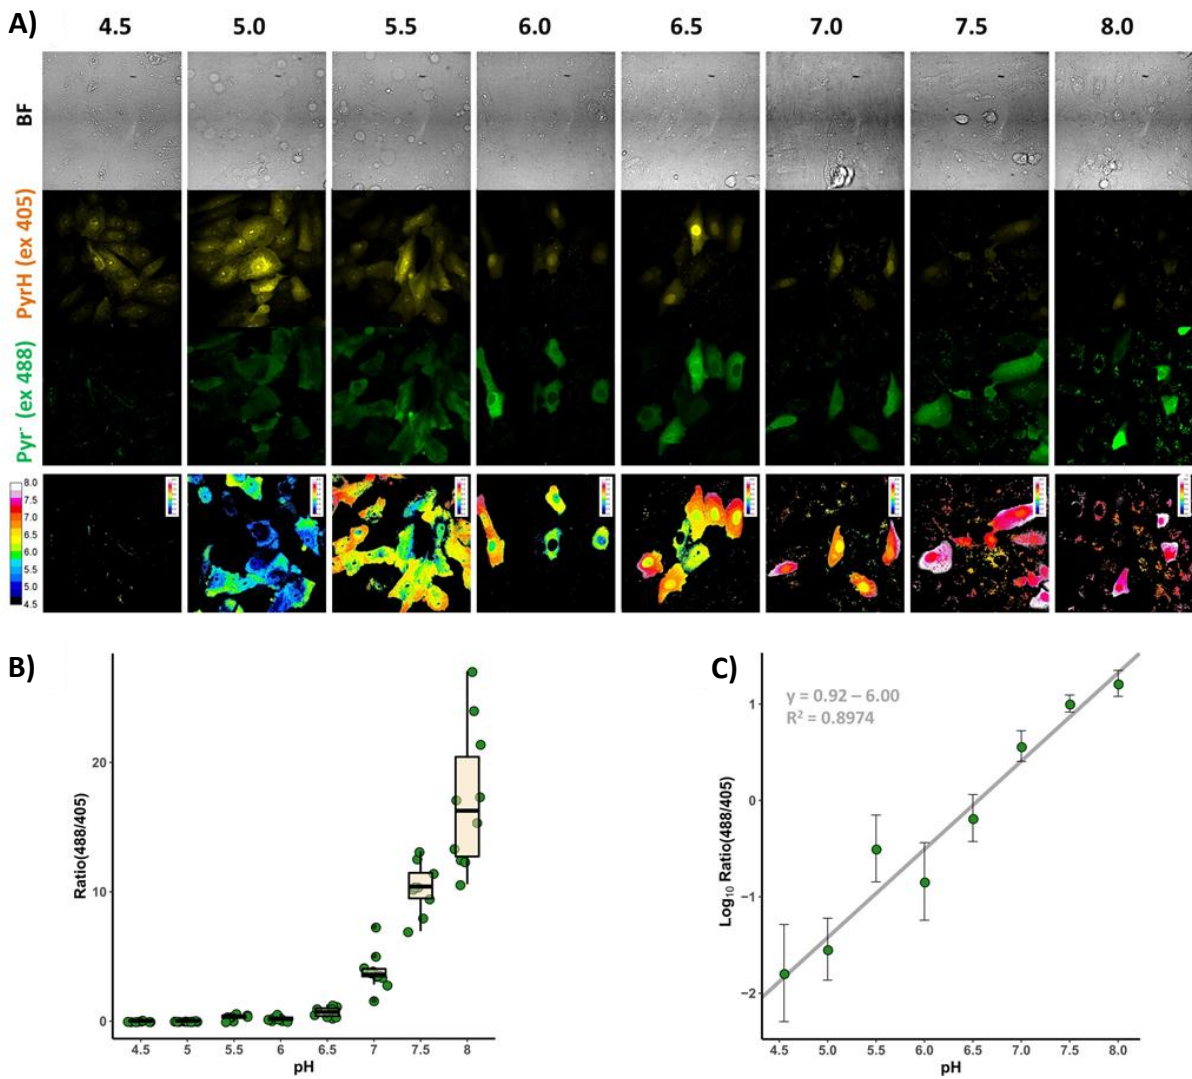 A)
4.5 5.0 5.5 6.0 6.5 7.0 7.5 8.0
BF
PyrH (ex 405)
Pyr⁻ (ex 488)
8.0
7.5
7.0
6.5
6.0
5.5
5.0
4.5
B)
Ratio(488/405)
20
10
0
4.5 5 5.5 6 6.5 7 7.5 8
pH
C)
y = 0.92 – 6.00
R² = 0.8974
Log₁₀ Ratio(488/405)
1
0
−1
−2
4.5 5.0 5.5 6.0 6.5 7.0 7.5 8.0
pH